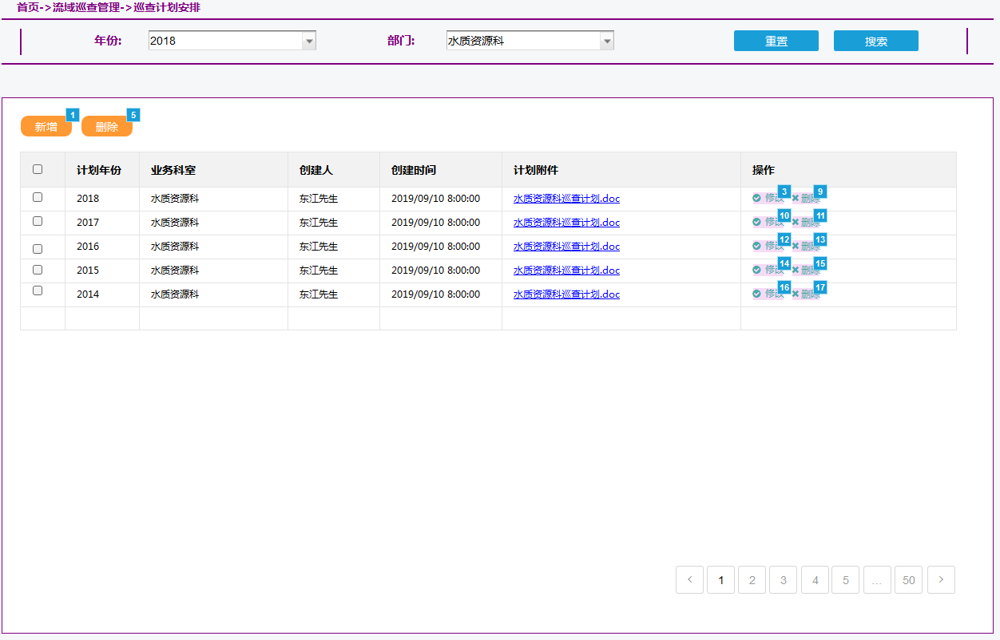 首页->流域巡查管理->巡查计划安排
年份: 2018 部门: 水质资源科 重置 搜索
新增 1 删除 5
计划年份 业务科室 创建人 创建时间 计划附件 操作
2018 水质资源科 东江先生 2019/09/10 8:00:00 水质资源科巡查计划.doc 修改 3 删除 9
2017 水质资源科 东江先生 2019/09/10 8:00:00 水质资源科巡查计划.doc 修改 10 删除 11
2016 水质资源科 东江先生 2019/09/10 8:00:00 水质资源科巡查计划.doc 修改 12 删除 13
2015 水质资源科 东江先生 2019/09/10 8:00:00 水质资源科巡查计划.doc 修改 14 删除 15
2014 水质资源科 东江先生 2019/09/10 8:00:00 水质资源科巡查计划.doc 修改 16 删除 17
< 1 2 3 4 5 ... 50 >